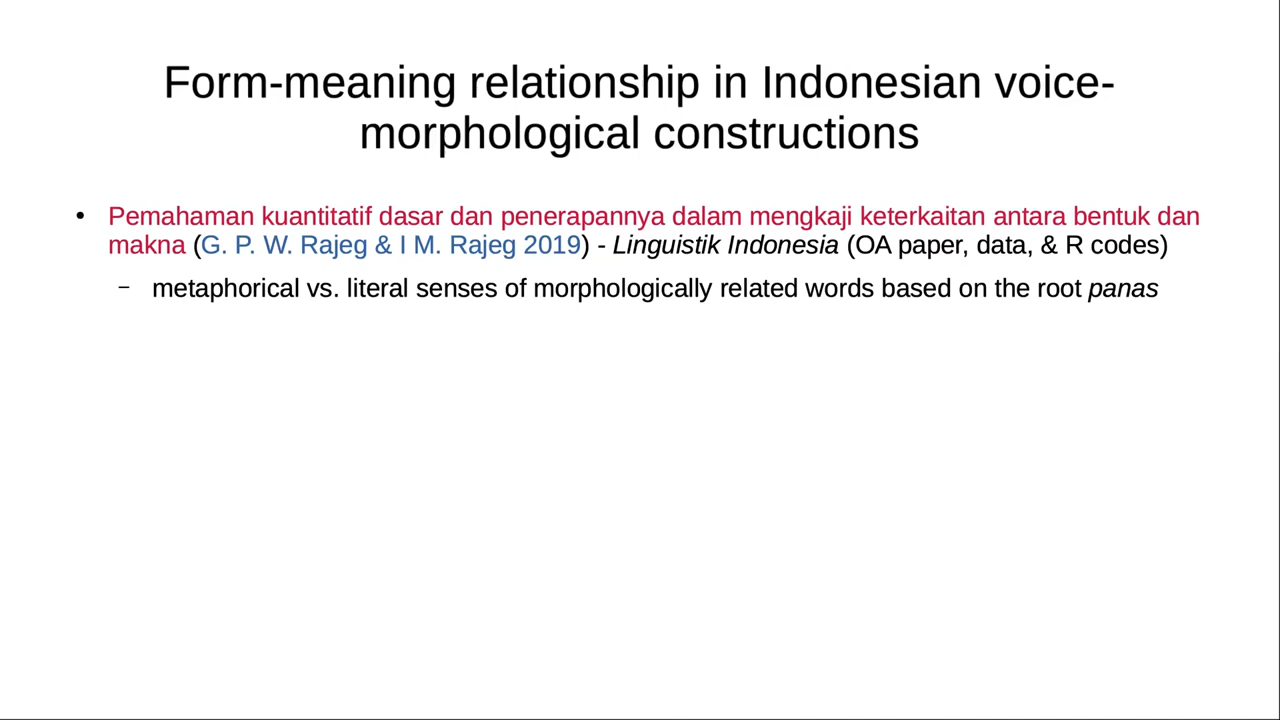 Form-meaning relationship in Indonesian voice-
morphological constructions
• Pemahaman kuantitatif dasar dan penerapannya dalam mengkaji keterkaitan antara bentuk dan
makna (G. P. W. Rajeg & I M. Rajeg 2019) - Linguistik Indonesia (OA paper, data, & R codes)
– metaphorical vs. literal senses of morphologically related words based on the root panas